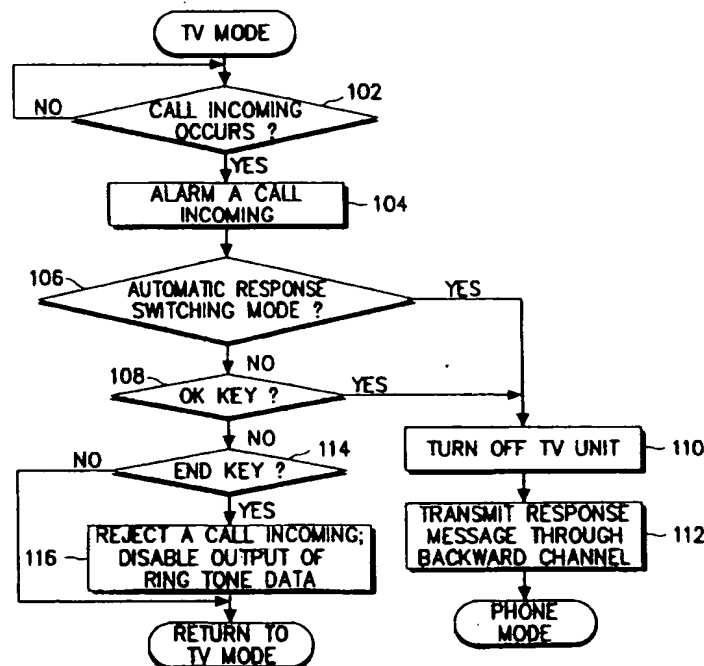 TV MODE
102
NO
CALL INCOMING
OCCURS ?
YES
ALARM A CALL
INCOMING
104
106
AUTOMATIC RESPONSE
SWITCHING MODE ?
YES
NO
108
OK KEY ?
YES
NO
114
NO
END KEY ?
TURN OFF TV UNIT
110
YES
116
REJECT A CALL INCOMING;
DISABLE OUTPUT OF
RING TONE DATA
TRANSMIT RESPONSE
MESSAGE THROUGH
BACKWARD CHANNEL
112
RETURN TO
TV MODE
PHONE
MODE